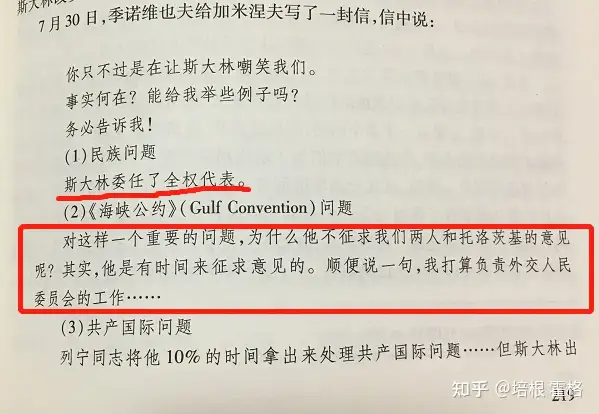 斯大林
7月30日,季诺维也夫给加米涅夫写了一封信,信中说:
你只不过是在让斯大林嘲笑我们。
事实何在?能给我举些例子吗?
务必告诉我!
(1)民族问题
斯大林委任了全权代表。
(2)《海峡公约》(Gulf Convention)问题
对这样一个重要的问题,为什么他不征求我们两人和托洛茨基的意见
呢?其实,他是有时间来征求意见的。顺便说一句,我打算负责外交人民
委员会的工作……
(3)共产国际问题
列宁同志将他10%的时间拿出来处理共产国际问题……但斯大林出
219
知乎 @培根 霍格